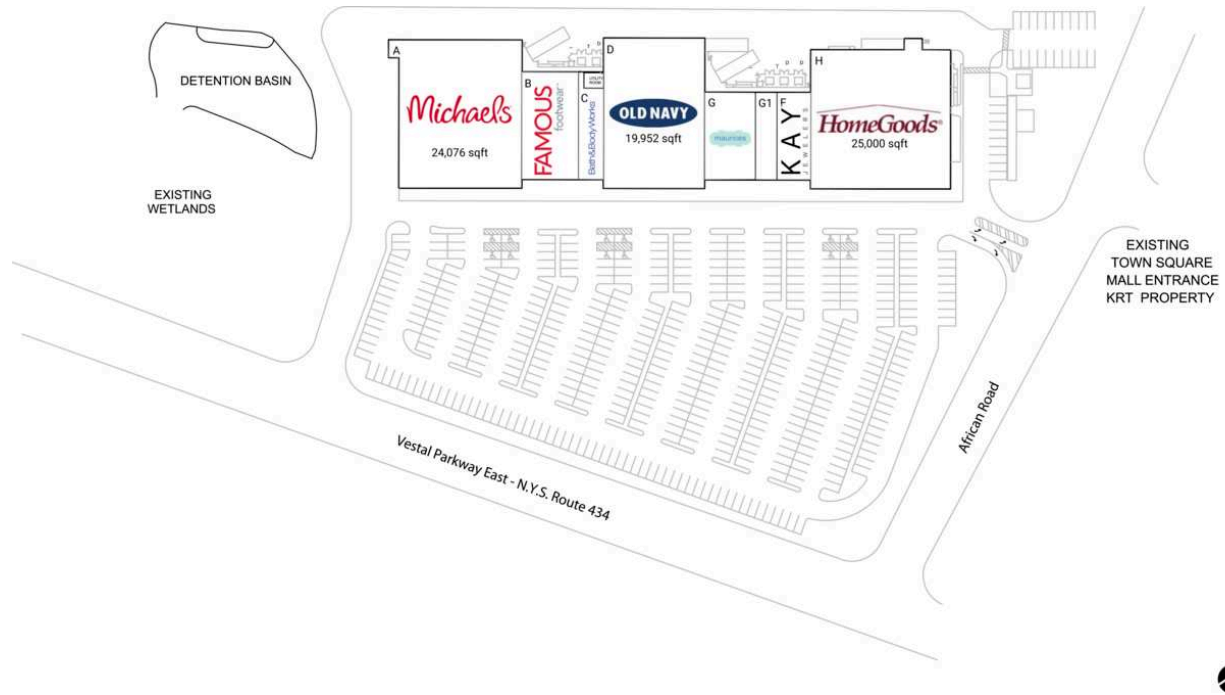 A
Michaels
24,076 sqft
B
FAMOUS
footwear
C
UTILITY
ROOM
Bath&BodyWorks
D
OLD NAVY
19,952 sqft
G
maurices
G1
F
KAY
JEWELERS
H
HomeGoods
25,000 sqft
DETENTION BASIN
EXISTING
WETLANDS
EXISTING
TOWN SQUARE
MALL ENTRANCE
KRT PROPERTY
African Road
Vestal Parkway East - N.Y.S. Route 434